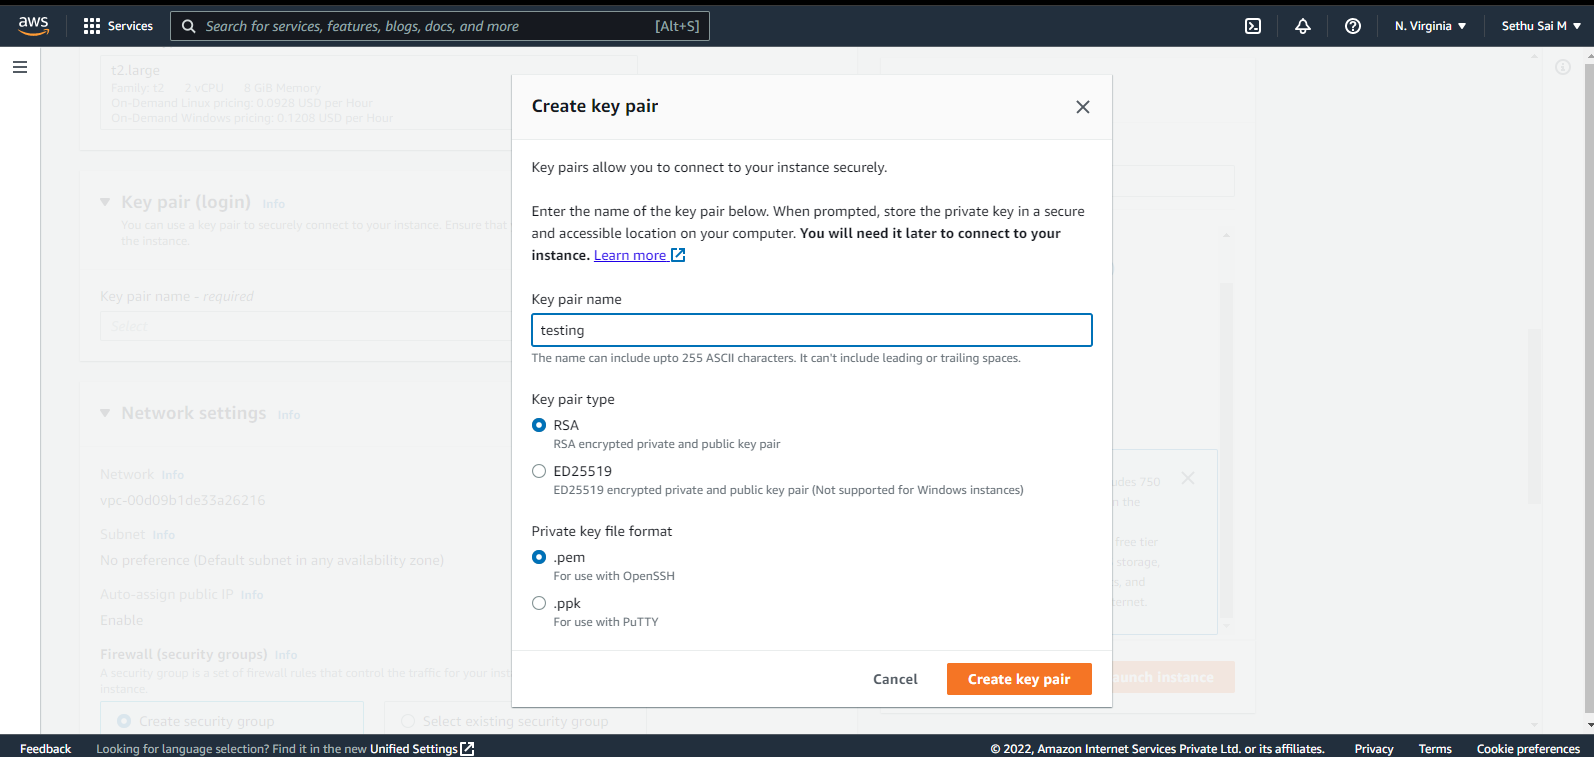 aws
Services
Search for services, features, blogs, docs, and more
[Alt+S]
N. Virginia
Sethu Sai M
t2.large
Family: t2 2 vCPU 8 GiB Memory
On-Demand Linux pricing: 0.0928 USD per Hour
On-Demand Windows pricing: 0.1208 USD per Hour
Key pair (login) Info
You can use a key pair to securely connect to your instance. Ensure that
the instance.
Key pair name - required
Select
Network settings Info
Network Info
vpc-00d09b1de33a26216
Subnet Info
No preference (Default subnet in any availability zone)
Auto-assign public IP Info
Enable
Firewall (security groups) Info
A security group is a set of firewall rules that control the traffic for your
instance.
Create security group
Select existing security group
Create key pair
Key pairs allow you to connect to your instance securely.
Enter the name of the key pair below. When prompted, store the private key in a secure
and accessible location on your computer. You will need it later to connect to your
instance. Learn more
Key pair name
testing
The name can include upto 255 ASCII characters. It can't include leading or trailing spaces.
Key pair type
RSA
RSA encrypted private and public key pair
ED25519
ED25519 encrypted private and public key pair (Not supported for Windows instances)
Private key file format
.pem
For use with OpenSSH
.ppk
For use with PuTTY
Cancel
Create key pair
750
the
free tier
storage,
and
instance
Feedback
Looking for language selection? Find it in the new Unified Settings
© 2022, Amazon Internet Services Private Ltd. or its affiliates.
Privacy
Terms
Cookie preferences